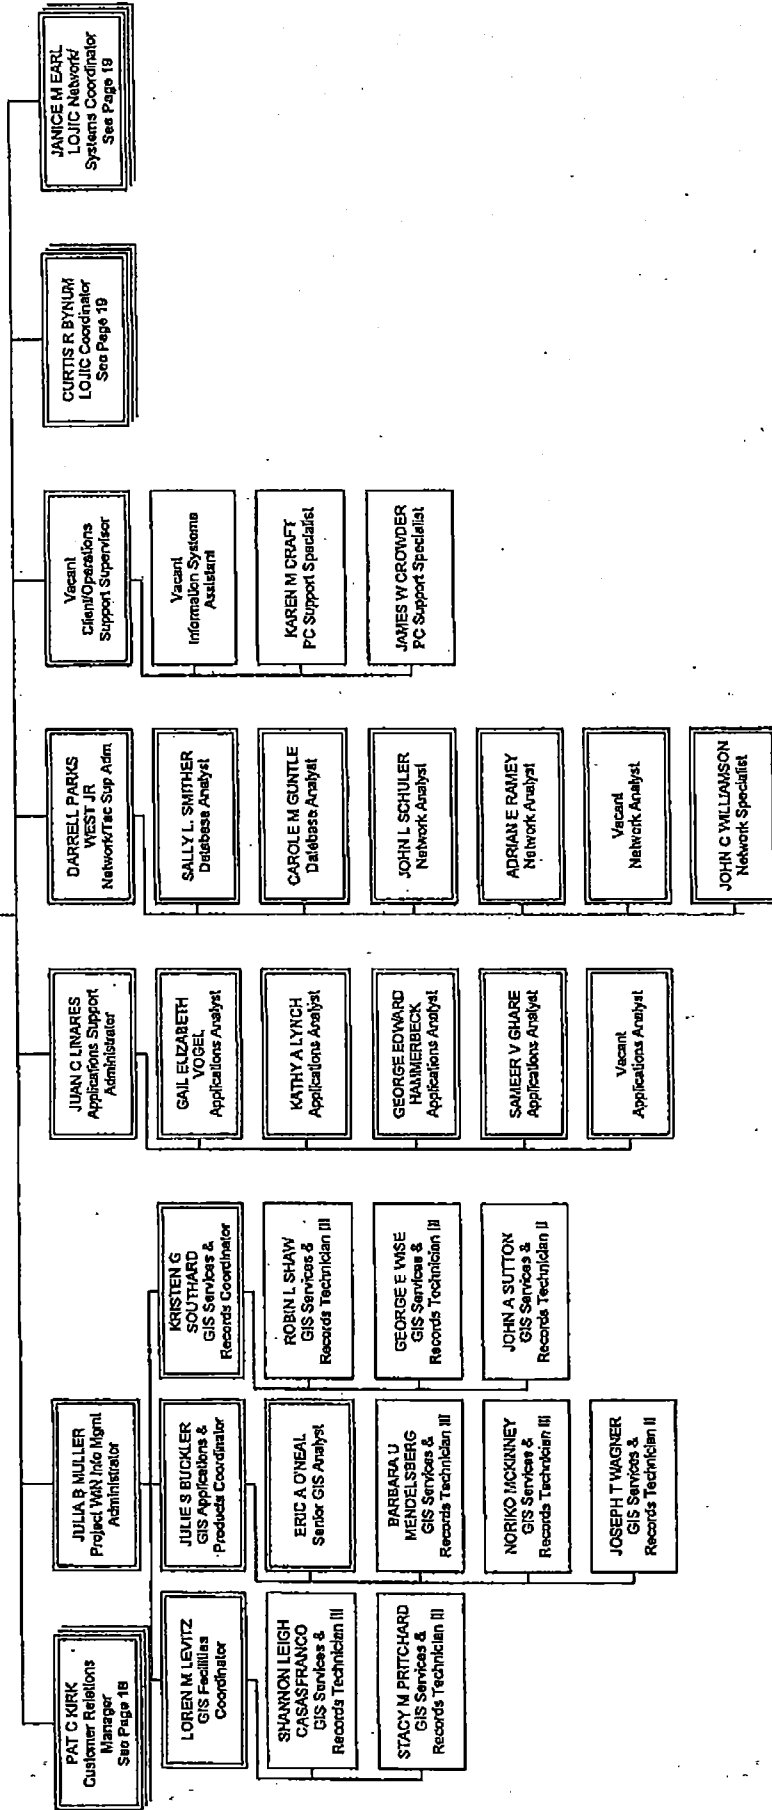 PAT C KIRK
Customer Relations
Manager
See Page 18
JULIA B MULLER
Project WIN Info Mgmt
Administrator
JUAN C LINARES
Applications Support
Administrator
DARRELL PARKS
WEST JR
Network/Tec Sup Adm
Vacant
Client/Operations
Support Supervisor
CURTIS R BYNUM
LOJIC Coordinator
See Page 19
JANICE M EARL
LOJIC Network/
Systems Coordinator
See Page 19
LOREN M LEVITZ
GIS Facilities
Coordinator
SHANNON LEIGH
CASASFRANCO
GIS Services &
Records Technician III
STACY M PRITCHARD
GIS Services &
Records Technician III
JULIE S BUCKLER
GIS Applications &
Products Coordinator
ERIC A O'NEAL
Senior GIS Analyst
BARBARA U
MENDELSBERG
GIS Services &
Records Technician III
NORIKO MCKINNEY
GIS Services &
Records Technician III
JOSEPH T WAGNER
GIS Services &
Records Technician II
KRISTEN G
SOUTHARD
GIS Services &
Records Coordinator
ROBIN L SHAW
GIS Services &
Records Technician III
GEORGE E WISE
GIS Services &
Records Technician III
JOHN A SUTTON
GIS Services &
Records Technician II
GAIL ELIZABETH
VOGEL
Applications Analyst
KATHY A LYNCH
Applications Analyst
GEORGE EDWARD
HAMMERBECK
Applications Analyst
SAMEER V GHARE
Applications Analyst
Vacant
Applications Analyst
SALLY L. SMITHER
Database Analyst
CAROLE M GUNTLE
Database Analyst
JOHN L SCHULER
Network Analyst
ADRIAN E RAMEY
Network Analyst
Vacant
Network Analyst
JOHN C WILLIAMSON
Network Specialist
Vacant
Information Systems
Assistant
KAREN M CRAFT
PC Support Specialist
JAMES W CROWDER
PC Support Specialist